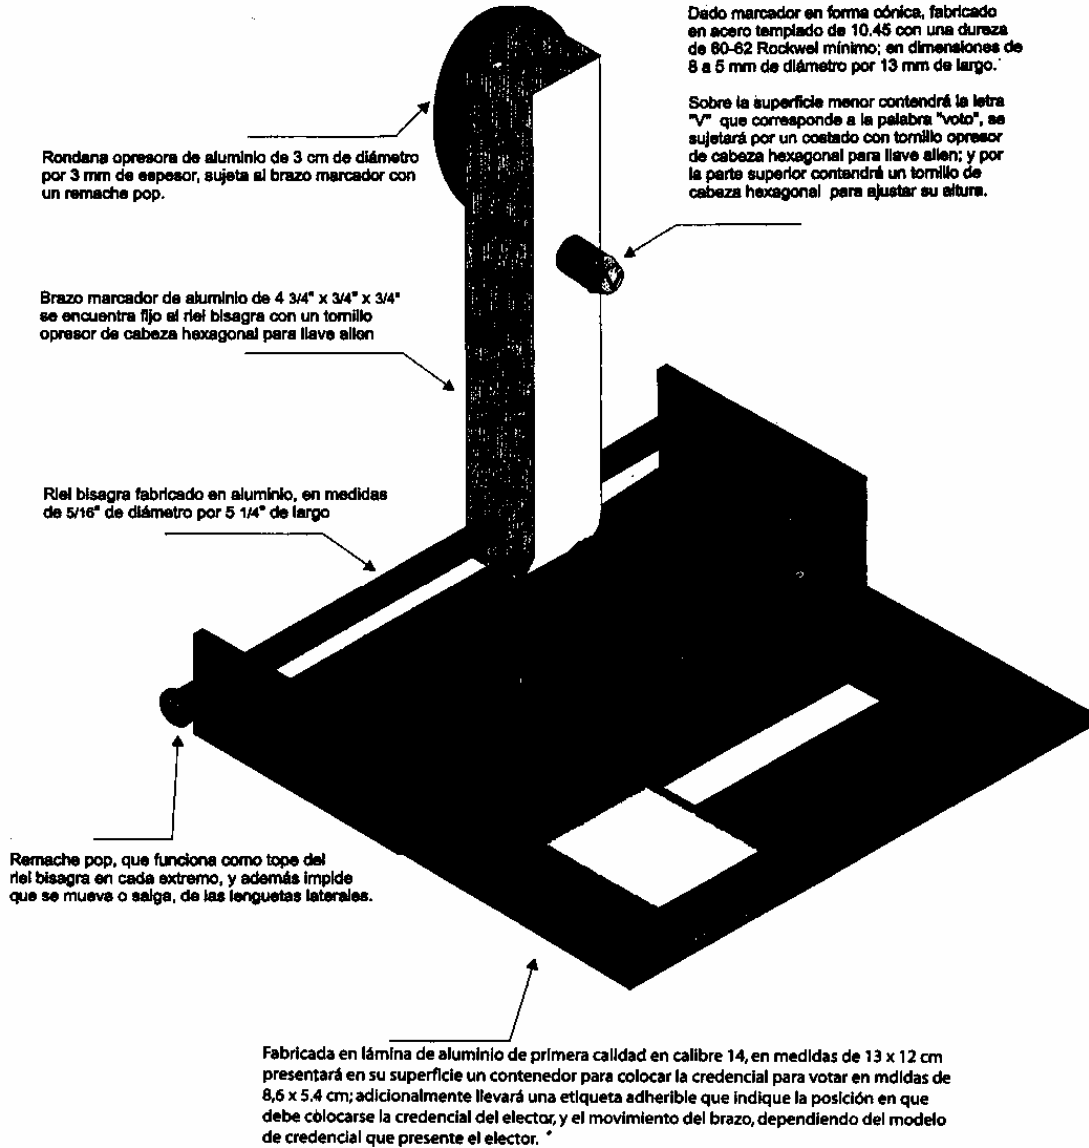 Dado marcador en forma cónica, fabricado
en acero templado de 10.45 con una dureza
de 60-62 Rockwel mínimo; en dimensiones de
8 a 5 mm de diámetro por 13 mm de largo.
Sobre la superficie menor contendrá la letra
"V" que corresponde a la palabra "voto", se
sujetará por un costado con tornillo opresor
de cabeza hexagonal para llave allen; y por
la parte superior contendrá un tornillo de
cabeza hexagonal para ajustar su altura.
Rondana opresora de aluminio de 3 cm de diámetro
por 3 mm de espesor, sujeta al brazo marcador con
un remache pop.
Brazo marcador de aluminio de 4 3/4" x 3/4" x 3/4"
se encuentra fijo al riel bisagra con un tornillo
opresor de cabeza hexagonal para llave allen
Riel bisagra fabricado en aluminio, en medidas
de 5/16" de diámetro por 5 1/4" de largo
Remache pop, que funciona como tope del
riel bisagra en cada extremo, y además impide
que se mueva o salga, de las lenguetas laterales.
Fabricada en lámina de aluminio de primera calidad en calibre 14, en medidas de 13 x 12 cm
presentará en su superficie un contenedor para colocar la credencial para votar en mdidas de
8,6 x 5.4 cm; adicionalmente llevará una etiqueta adherible que indique la posición en que
debe colocarse la credencial del elector, y el movimiento del brazo, dependiendo del modelo
de credencial que presente el elector.